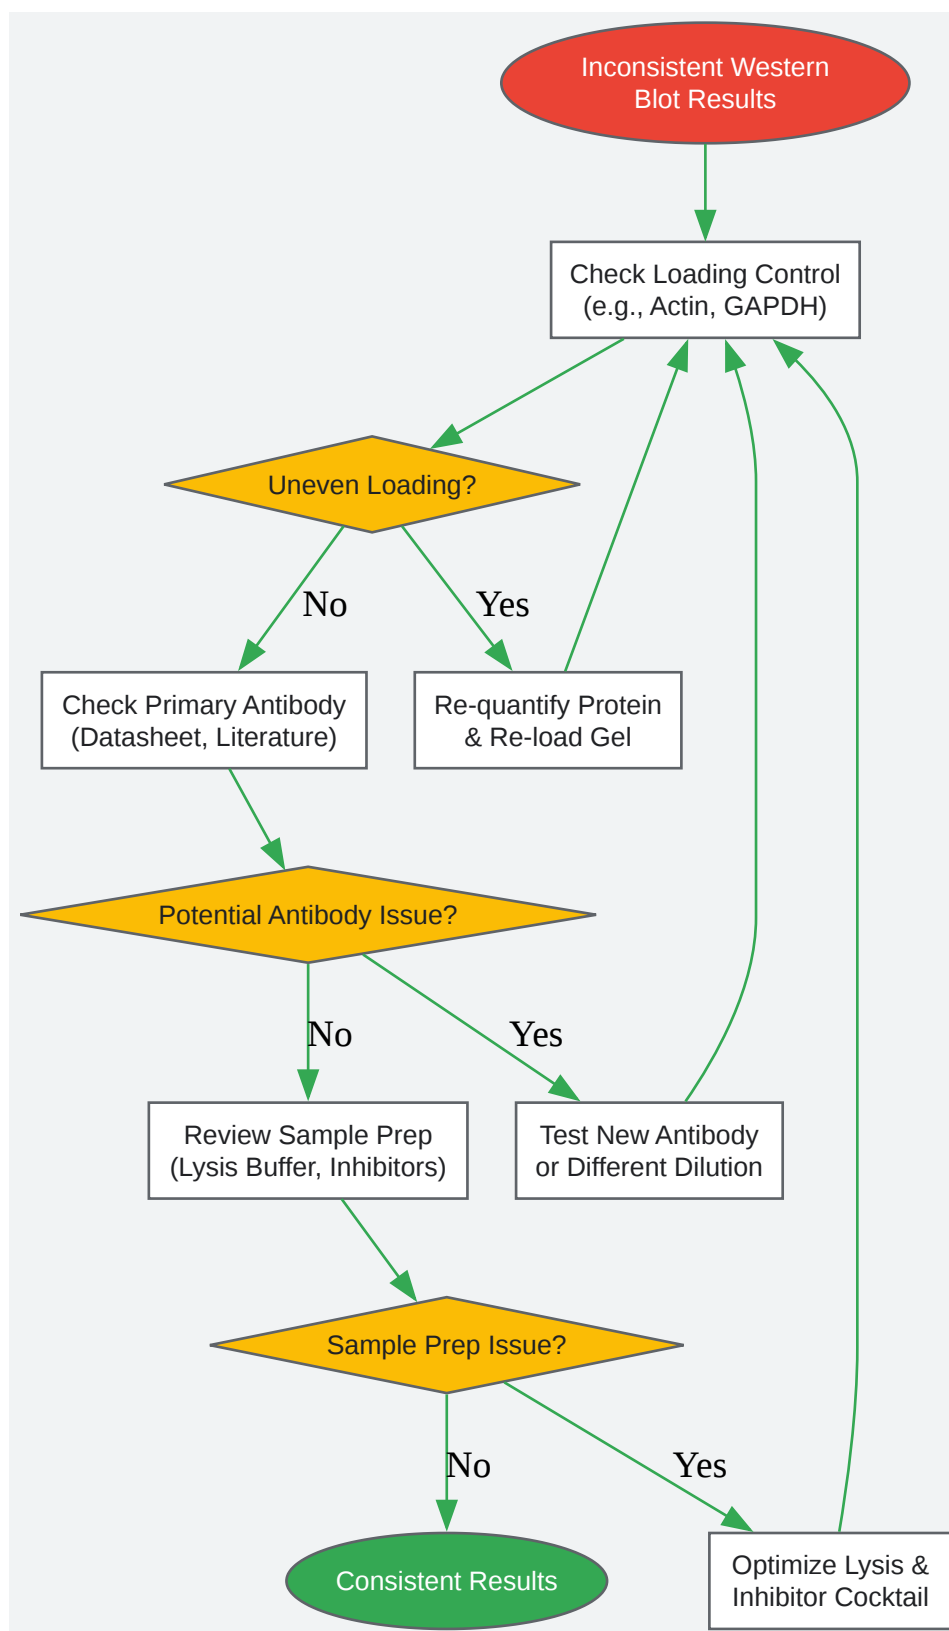 Inconsistent Western
Blot Results
Check Loading Control
(e.g., Actin, GAPDH)
Uneven Loading?
No
Yes
Check Primary Antibody
(Datasheet, Literature)
Re-quantify Protein
& Re-load Gel
Potential Antibody Issue?
No
Yes
Review Sample Prep
(Lysis Buffer, Inhibitors)
Test New Antibody
or Different Dilution
Sample Prep Issue?
No
Yes
Consistent Results
Optimize Lysis &
Inhibitor Cocktail